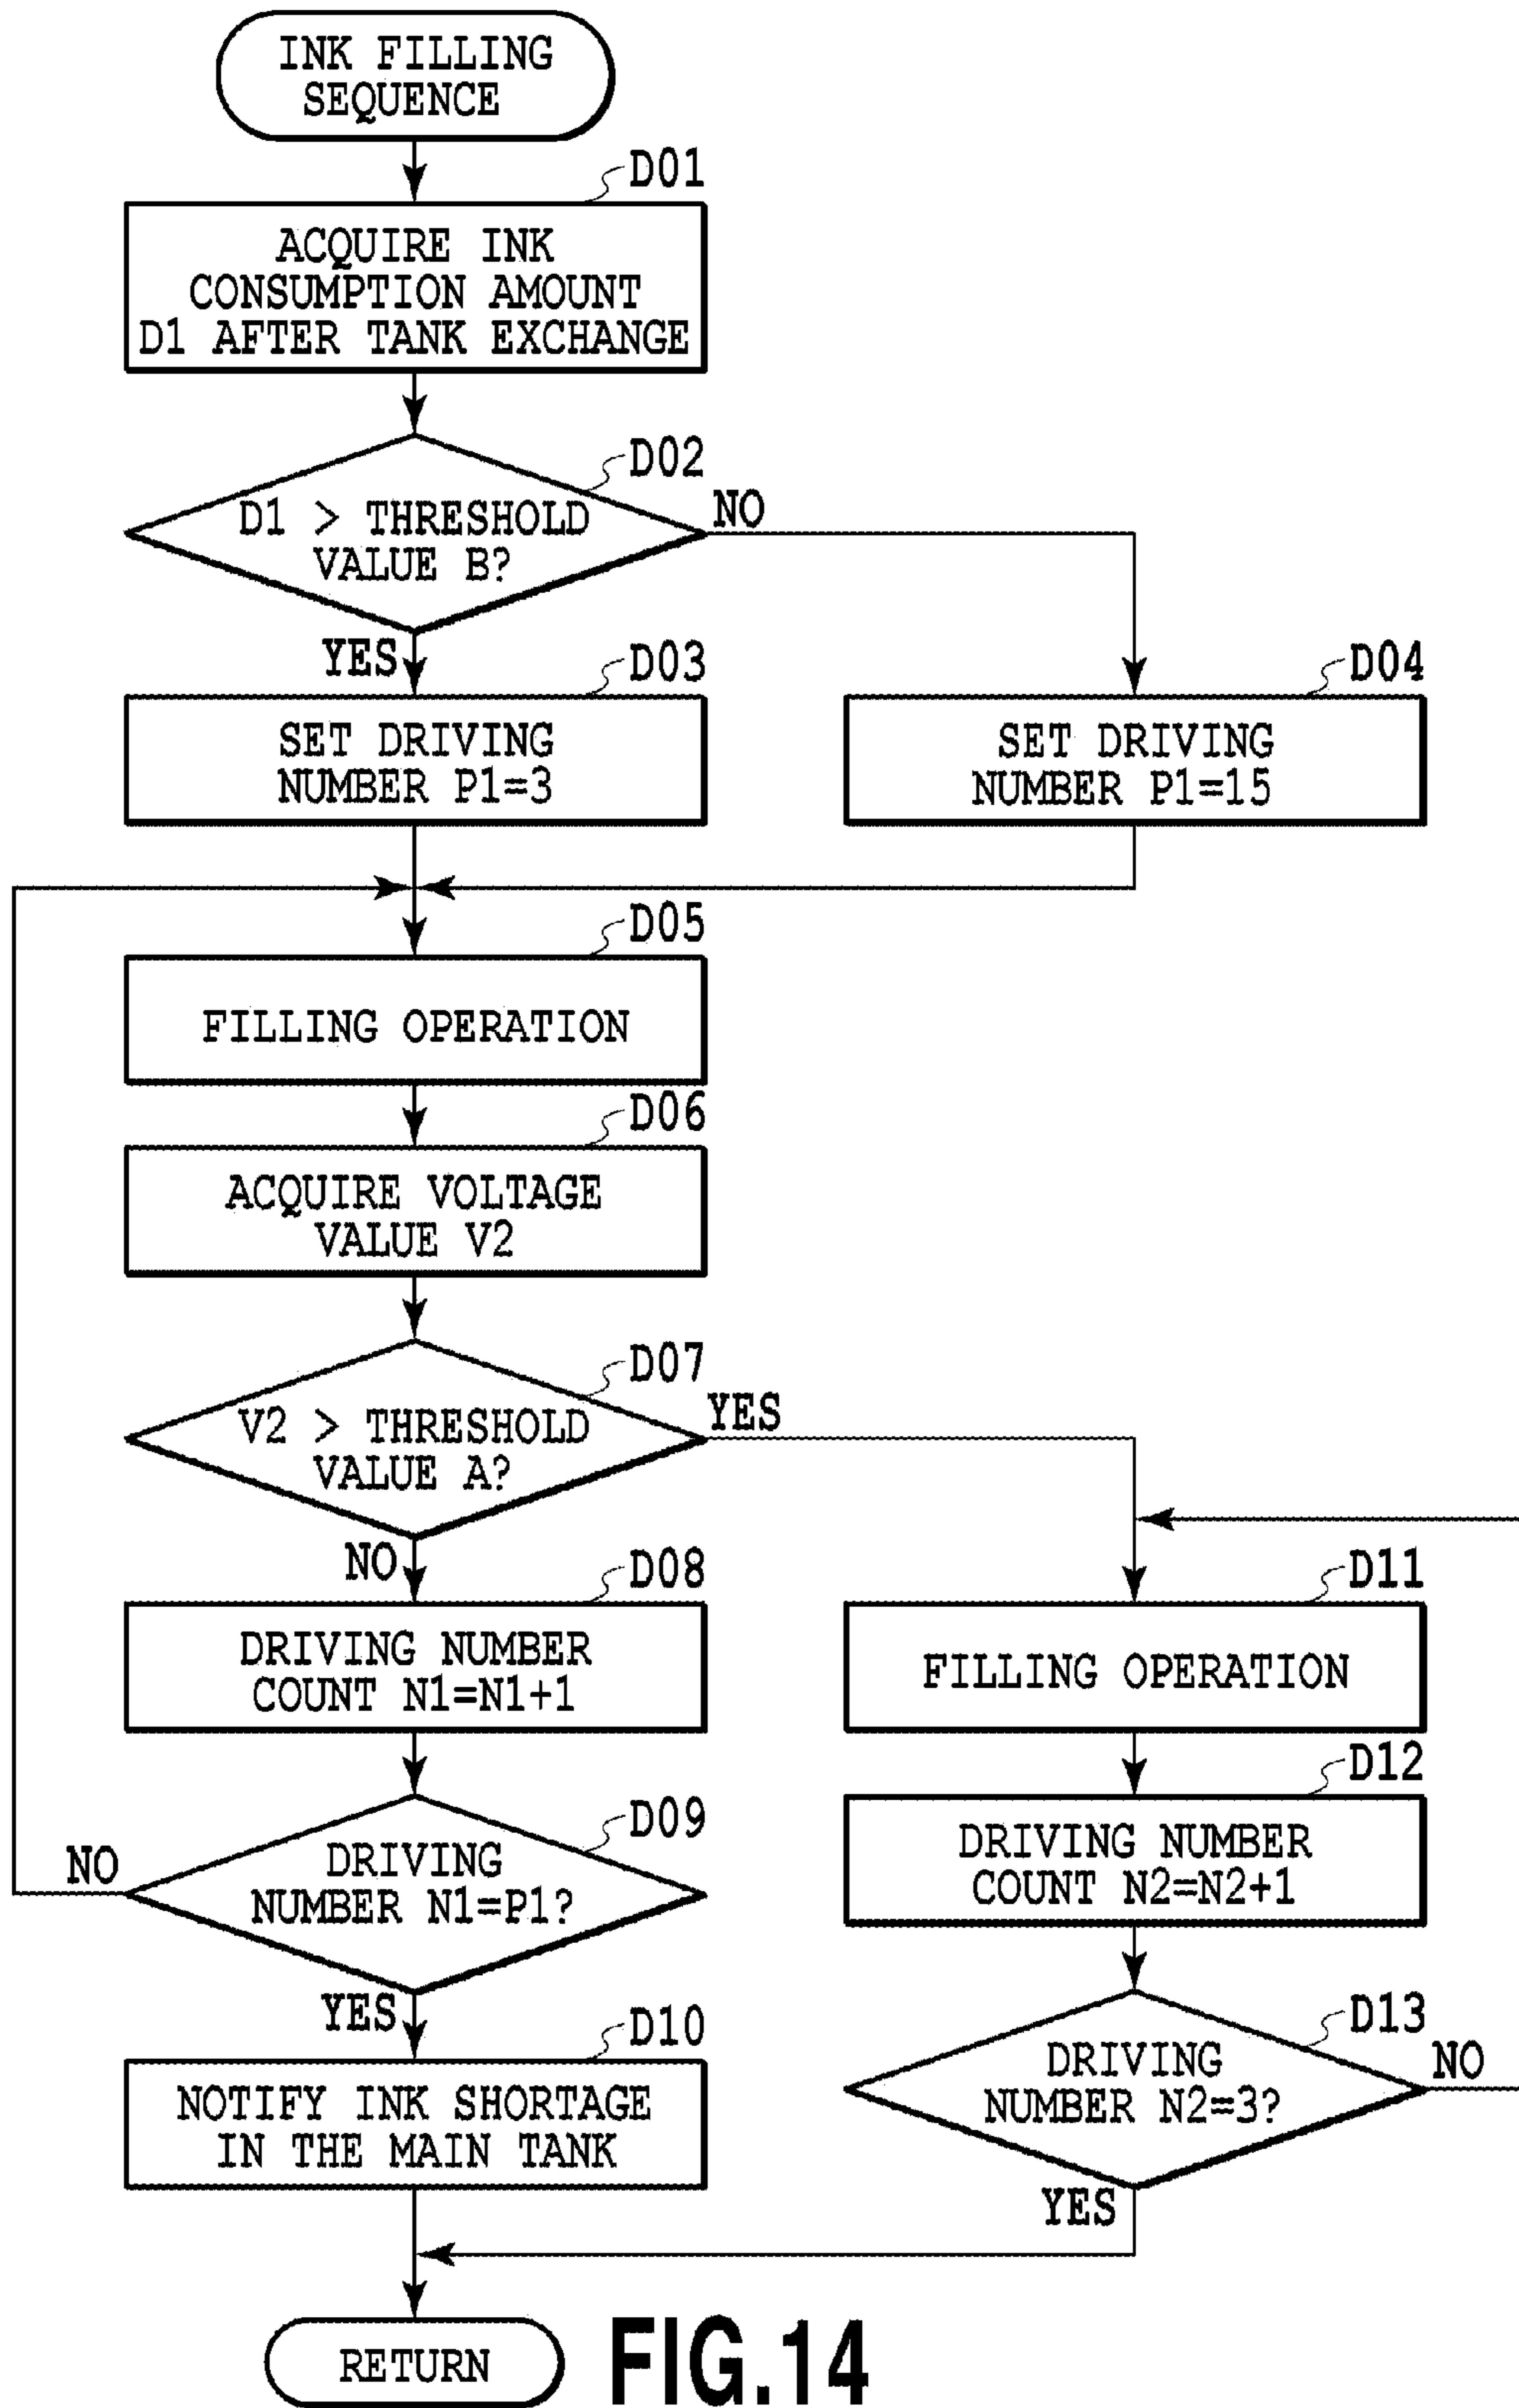 INK FILLING
SEQUENCE
D01
ACQUIRE INK
CONSUMPTION AMOUNT
D1 AFTER TANK EXCHANGE
D02
D1 > THRESHOLD
VALUE B?
NO
YES
D03
SET DRIVING
NUMBER P1=3
D04
SET DRIVING
NUMBER P1=15
D05
FILLING OPERATION
D06
ACQUIRE VOLTAGE
VALUE V2
D07
V2 > THRESHOLD
VALUE A?
YES
NO
D08
DRIVING NUMBER
COUNT N1=N1+1
D09
DRIVING
NUMBER N1=P1?
NO
YES
D10
NOTIFY INK SHORTAGE
IN THE MAIN TANK
D11
FILLING OPERATION
D12
DRIVING NUMBER
COUNT N2=N2+1
D13
DRIVING
NUMBER N2=3?
NO
YES
RETURN
FIG.14